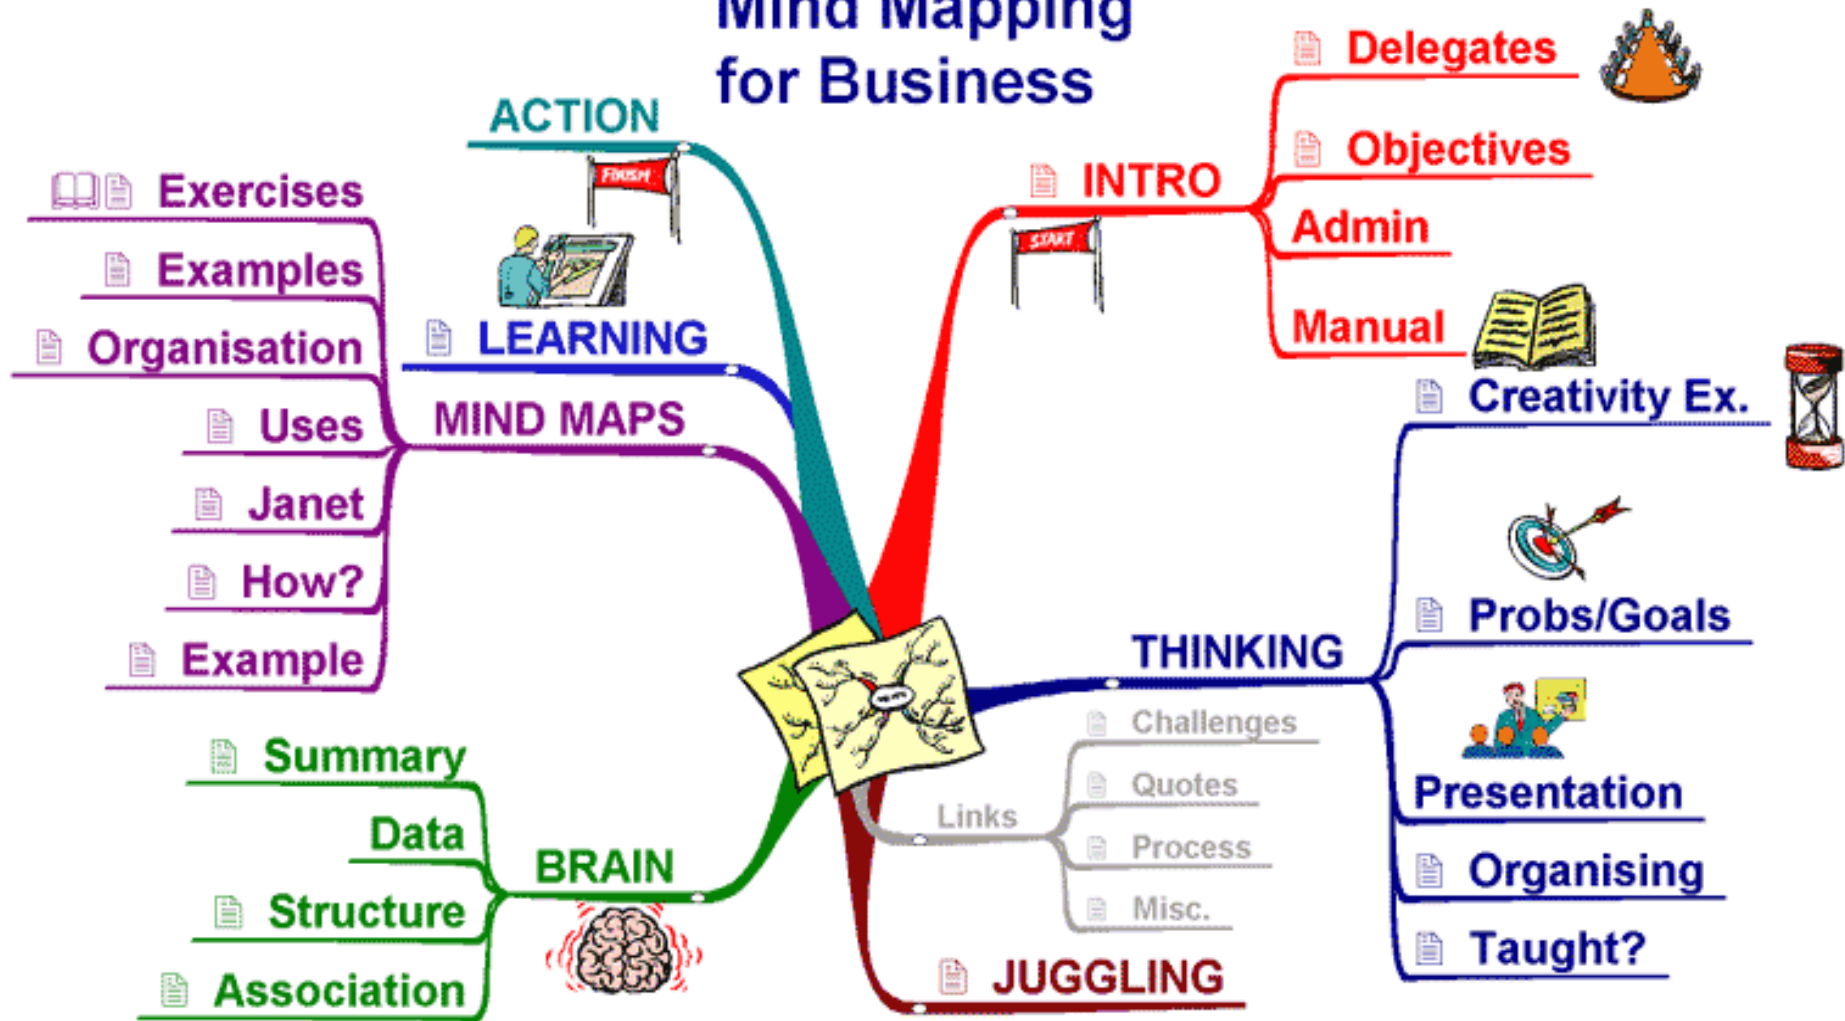 Mind Mapping
for Business
INTRO
START
Delegates
Objectives
Admin
Manual
THINKING
Creativity Ex.
Probs/Goals
Presentation
Organising
Taught?
Links
Challenges
Quotes
Process
Misc.
JUGGLING
BRAIN
Summary
Data
Structure
Association
MIND MAPS
Exercises
Examples
Organisation
Uses
Janet
How?
Example
LEARNING
ACTION
FINISH